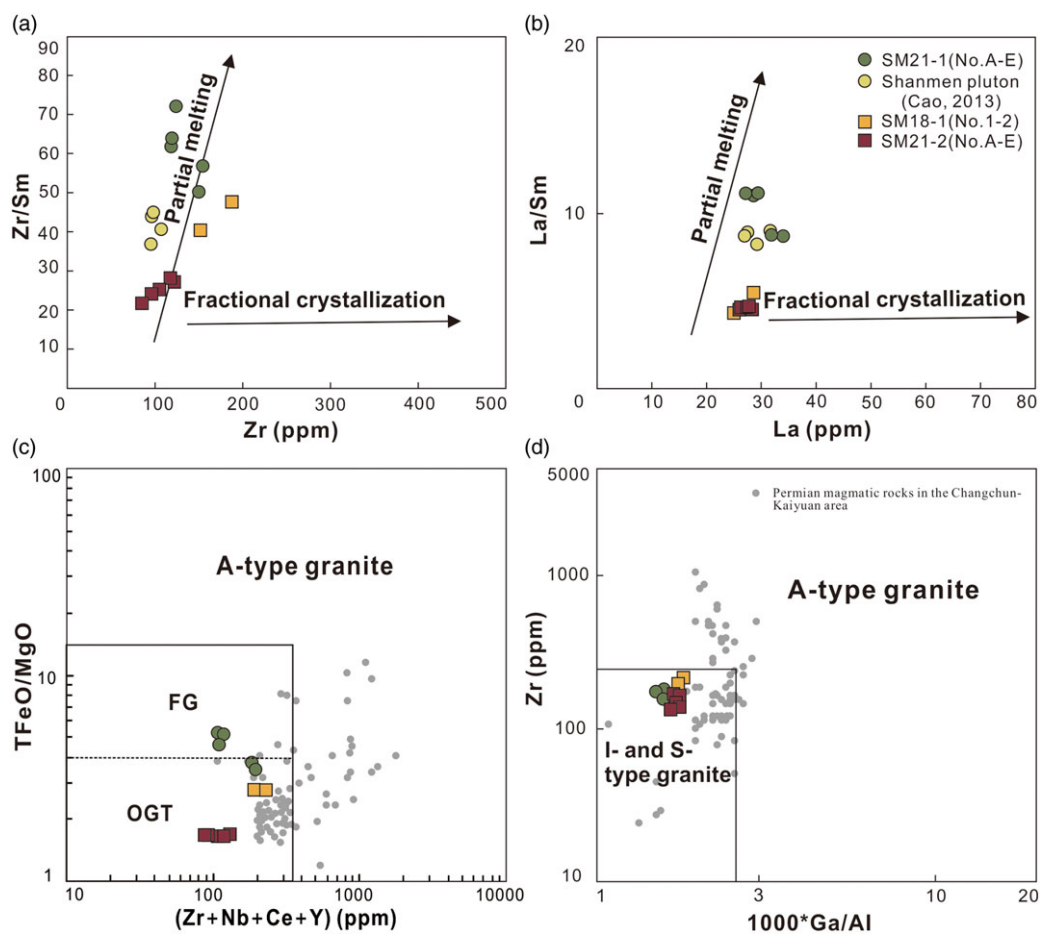 (a)
90
80
70
60
50
40
30
20
10
Zr/Sm
Partial melting
Fractional crystallization
0
100
200
300
400
500
Zr (ppm)
(b)
20
10
0
La/Sm
SM21-1(No.A-E)
Shanmen pluton
(Cao, 2013)
SM18-1(No.1-2)
SM21-2(No.A-E)
Partial melting
Fractional crystallization
10
20
30
40
50
60
70
80
La (ppm)
(c)
100
10
1
TFeO/MgO
A-type granite
FG
OGT
10
100
1000
10000
(Zr+Nb+Ce+Y) (ppm)
(d)
5000
1000
100
10
Zr (ppm)
Permian magmatic rocks in the Changchun-
Kaiyuan area
A-type granite
I- and S-
type granite
1
3
10
20
1000*Ga/Al